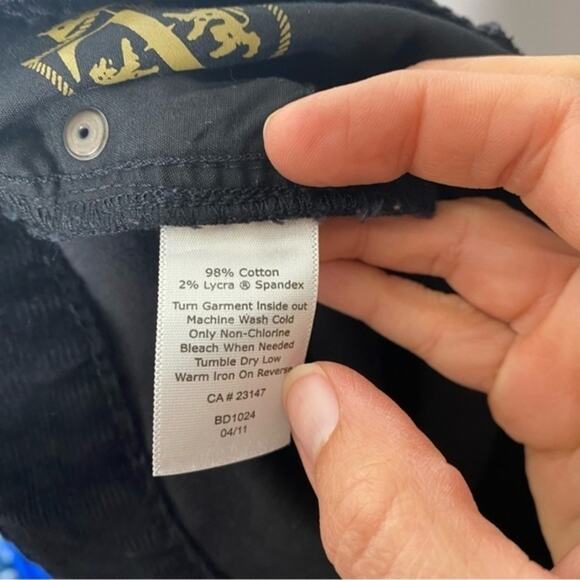 98% Cotton
2% Lycra ® Spandex
Turn Garment Inside out
Machine Wash Cold
Only Non-Chlorine
Bleach When Needed
Tumble Dry Low
Warm Iron On Reverse
CA # 23147
BD1024
04/11